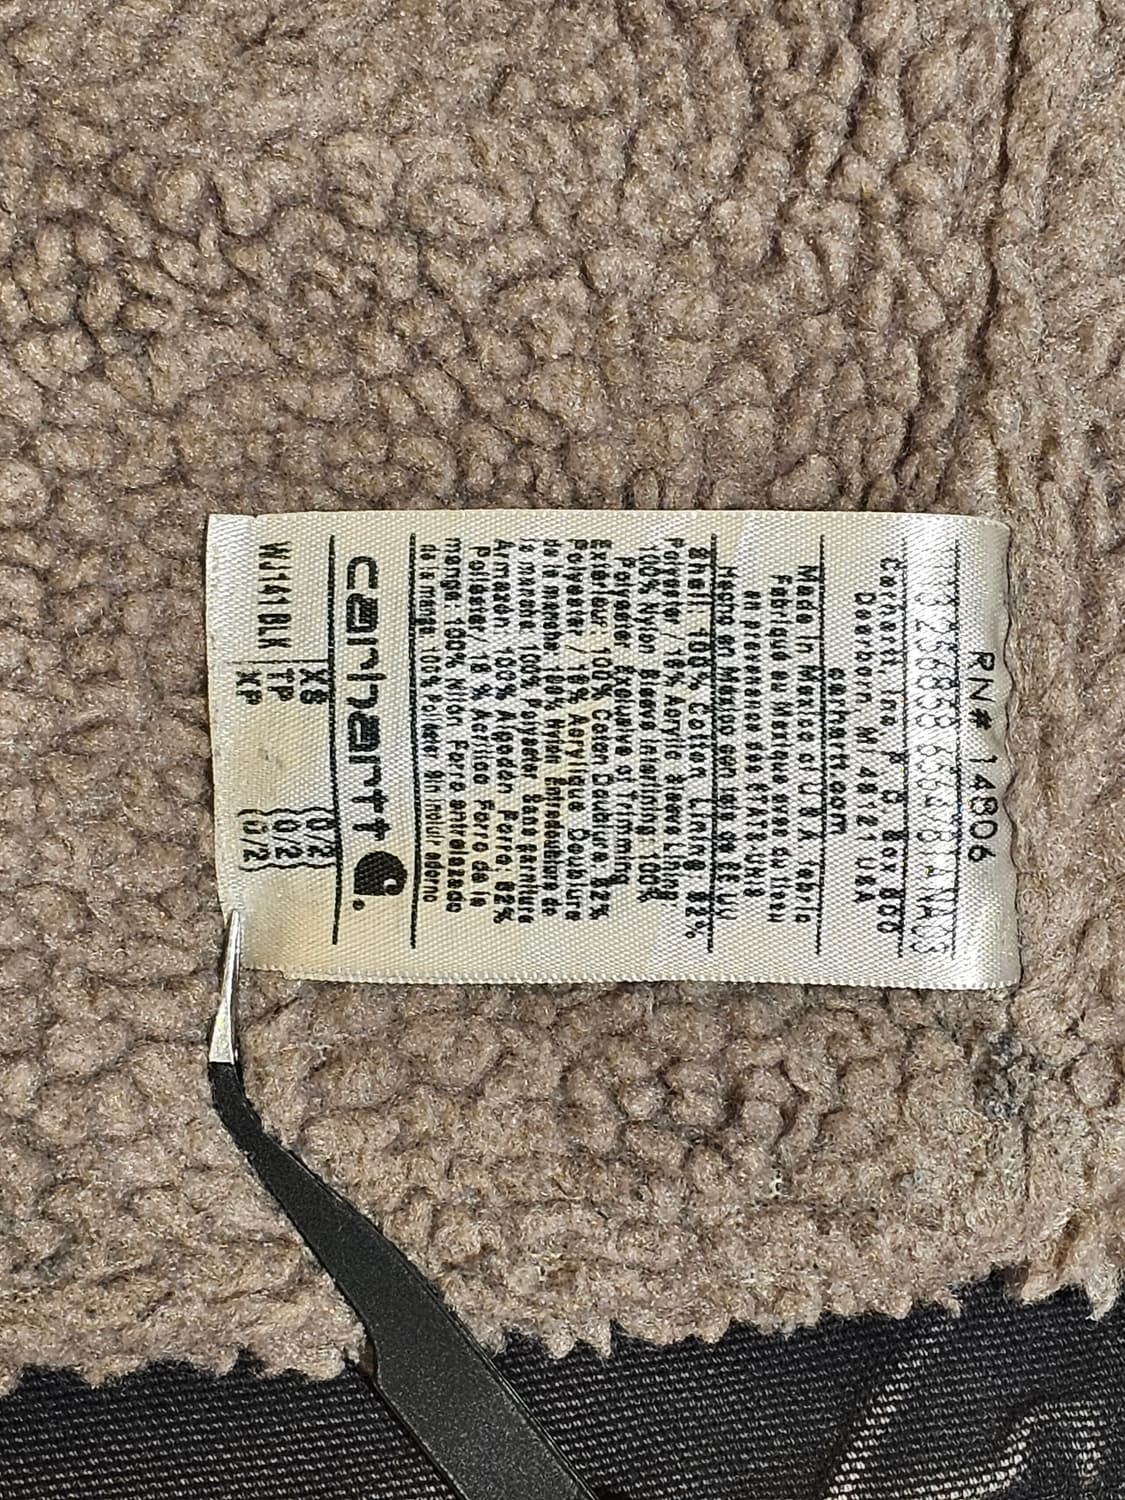 WJ141BLK
XS (0/2)
TP (0/2)
XP (0/2)
carhartt
Shell: 100% Cotton Lining: 82%
Polyester / 18% Acrylic Sleeve Lining
100% Nylon Sleeve Interlining: 100%
Polyester Exclusive of Trimming
100% Coton Doublure: 82%
Polyester / 18% Acrylique Doublure
de la manche: 100% Nylon Entredoublure de
la manche: 100% Polyester Sans garniture
100% Algodón Forro: 82%
Poliéster / 18% Acrílico Forro de la
manga: 100% Nilón Forro entrelazado
de la manga 100% Poliéster
Made in Mexico of U.S.A. fabric
Fabriqué au Mexique avec du tissu
en provenance des ÉTATS-UNIS
Hecho en México con tela de EE.UU
carhartt.com
Carhartt, Inc. P.O. Box 600
Dearborn, MI 48121 USA
RN# 14806